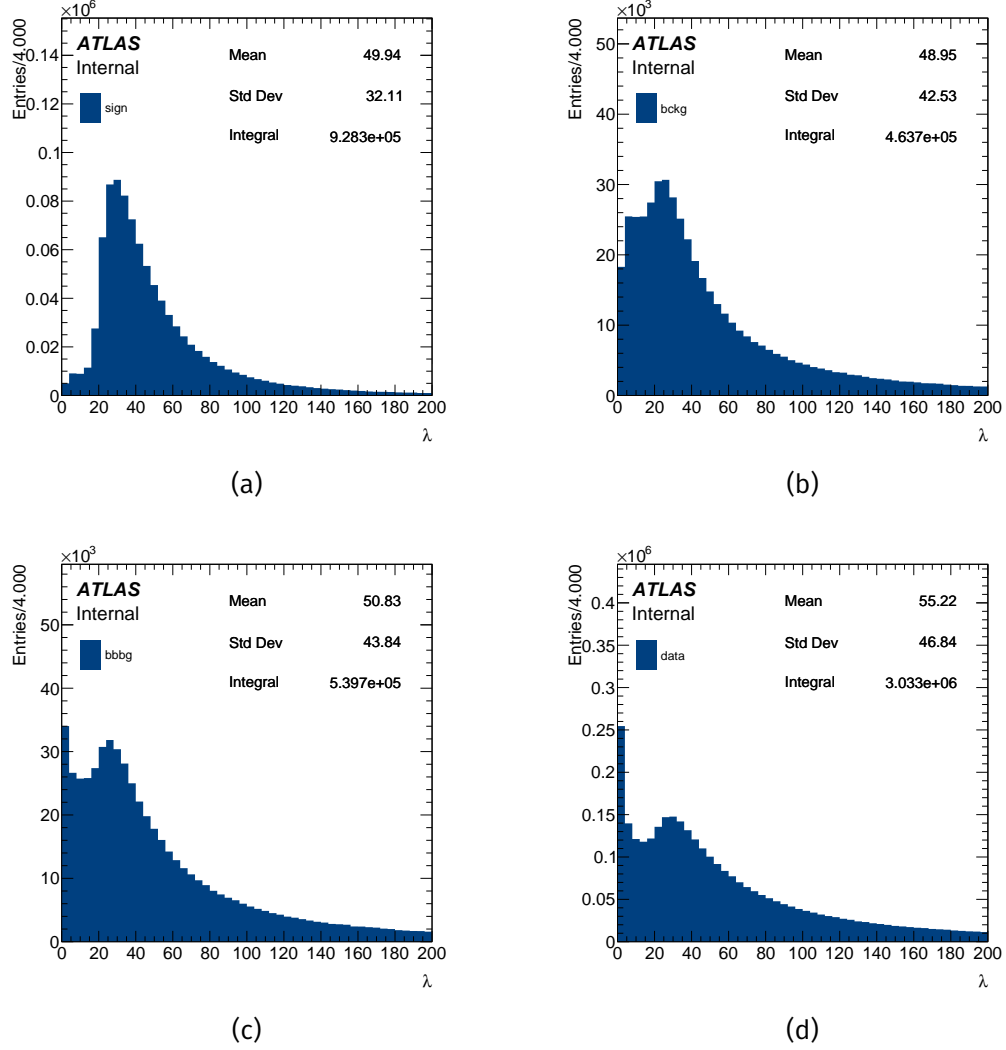 ×10⁶
Entries/4.000
ATLAS
Internal
sign
Mean 49.94
Std Dev 32.11
Integral 9.283e+05
0.14
0.12
0.1
0.08
0.06
0.04
0.02
0
0 20 40 60 80 100 120 140 160 180 200
λ
(a)
×10³
Entries/4.000
ATLAS
Internal
bckg
Mean 48.95
Std Dev 42.53
Integral 4.637e+05
50
40
30
20
10
0
0 20 40 60 80 100 120 140 160 180 200
λ
(b)
×10³
Entries/4.000
ATLAS
Internal
bbbg
Mean 50.83
Std Dev 43.84
Integral 5.397e+05
50
40
30
20
10
0
0 20 40 60 80 100 120 140 160 180 200
λ
(c)
×10⁶
Entries/4.000
ATLAS
Internal
data
Mean 55.22
Std Dev 46.84
Integral 3.033e+06
0.4
0.35
0.3
0.25
0.2
0.15
0.1
0.05
0
0 20 40 60 80 100 120 140 160 180 200
λ
(d)